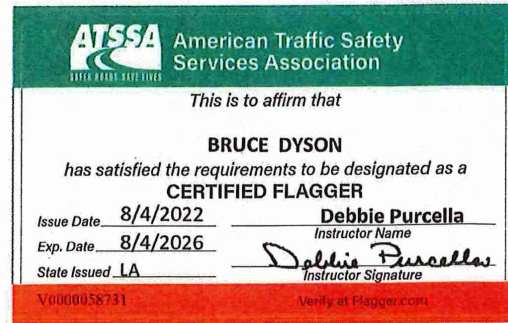 ATSSA
SAFER ROADS SAVE LIVES
American Traffic Safety
Services Association
This is to affirm that
BRUCE DYSON
has satisfied the requirements to be designated as a
CERTIFIED FLAGGER
Issue Date 8/4/2022 Debbie Purcella
Instructor Name
Exp. Date 8/4/2026 Debbie Purcella
State Issued LA Instructor Signature
V0000058731 Verify at Flagger.com